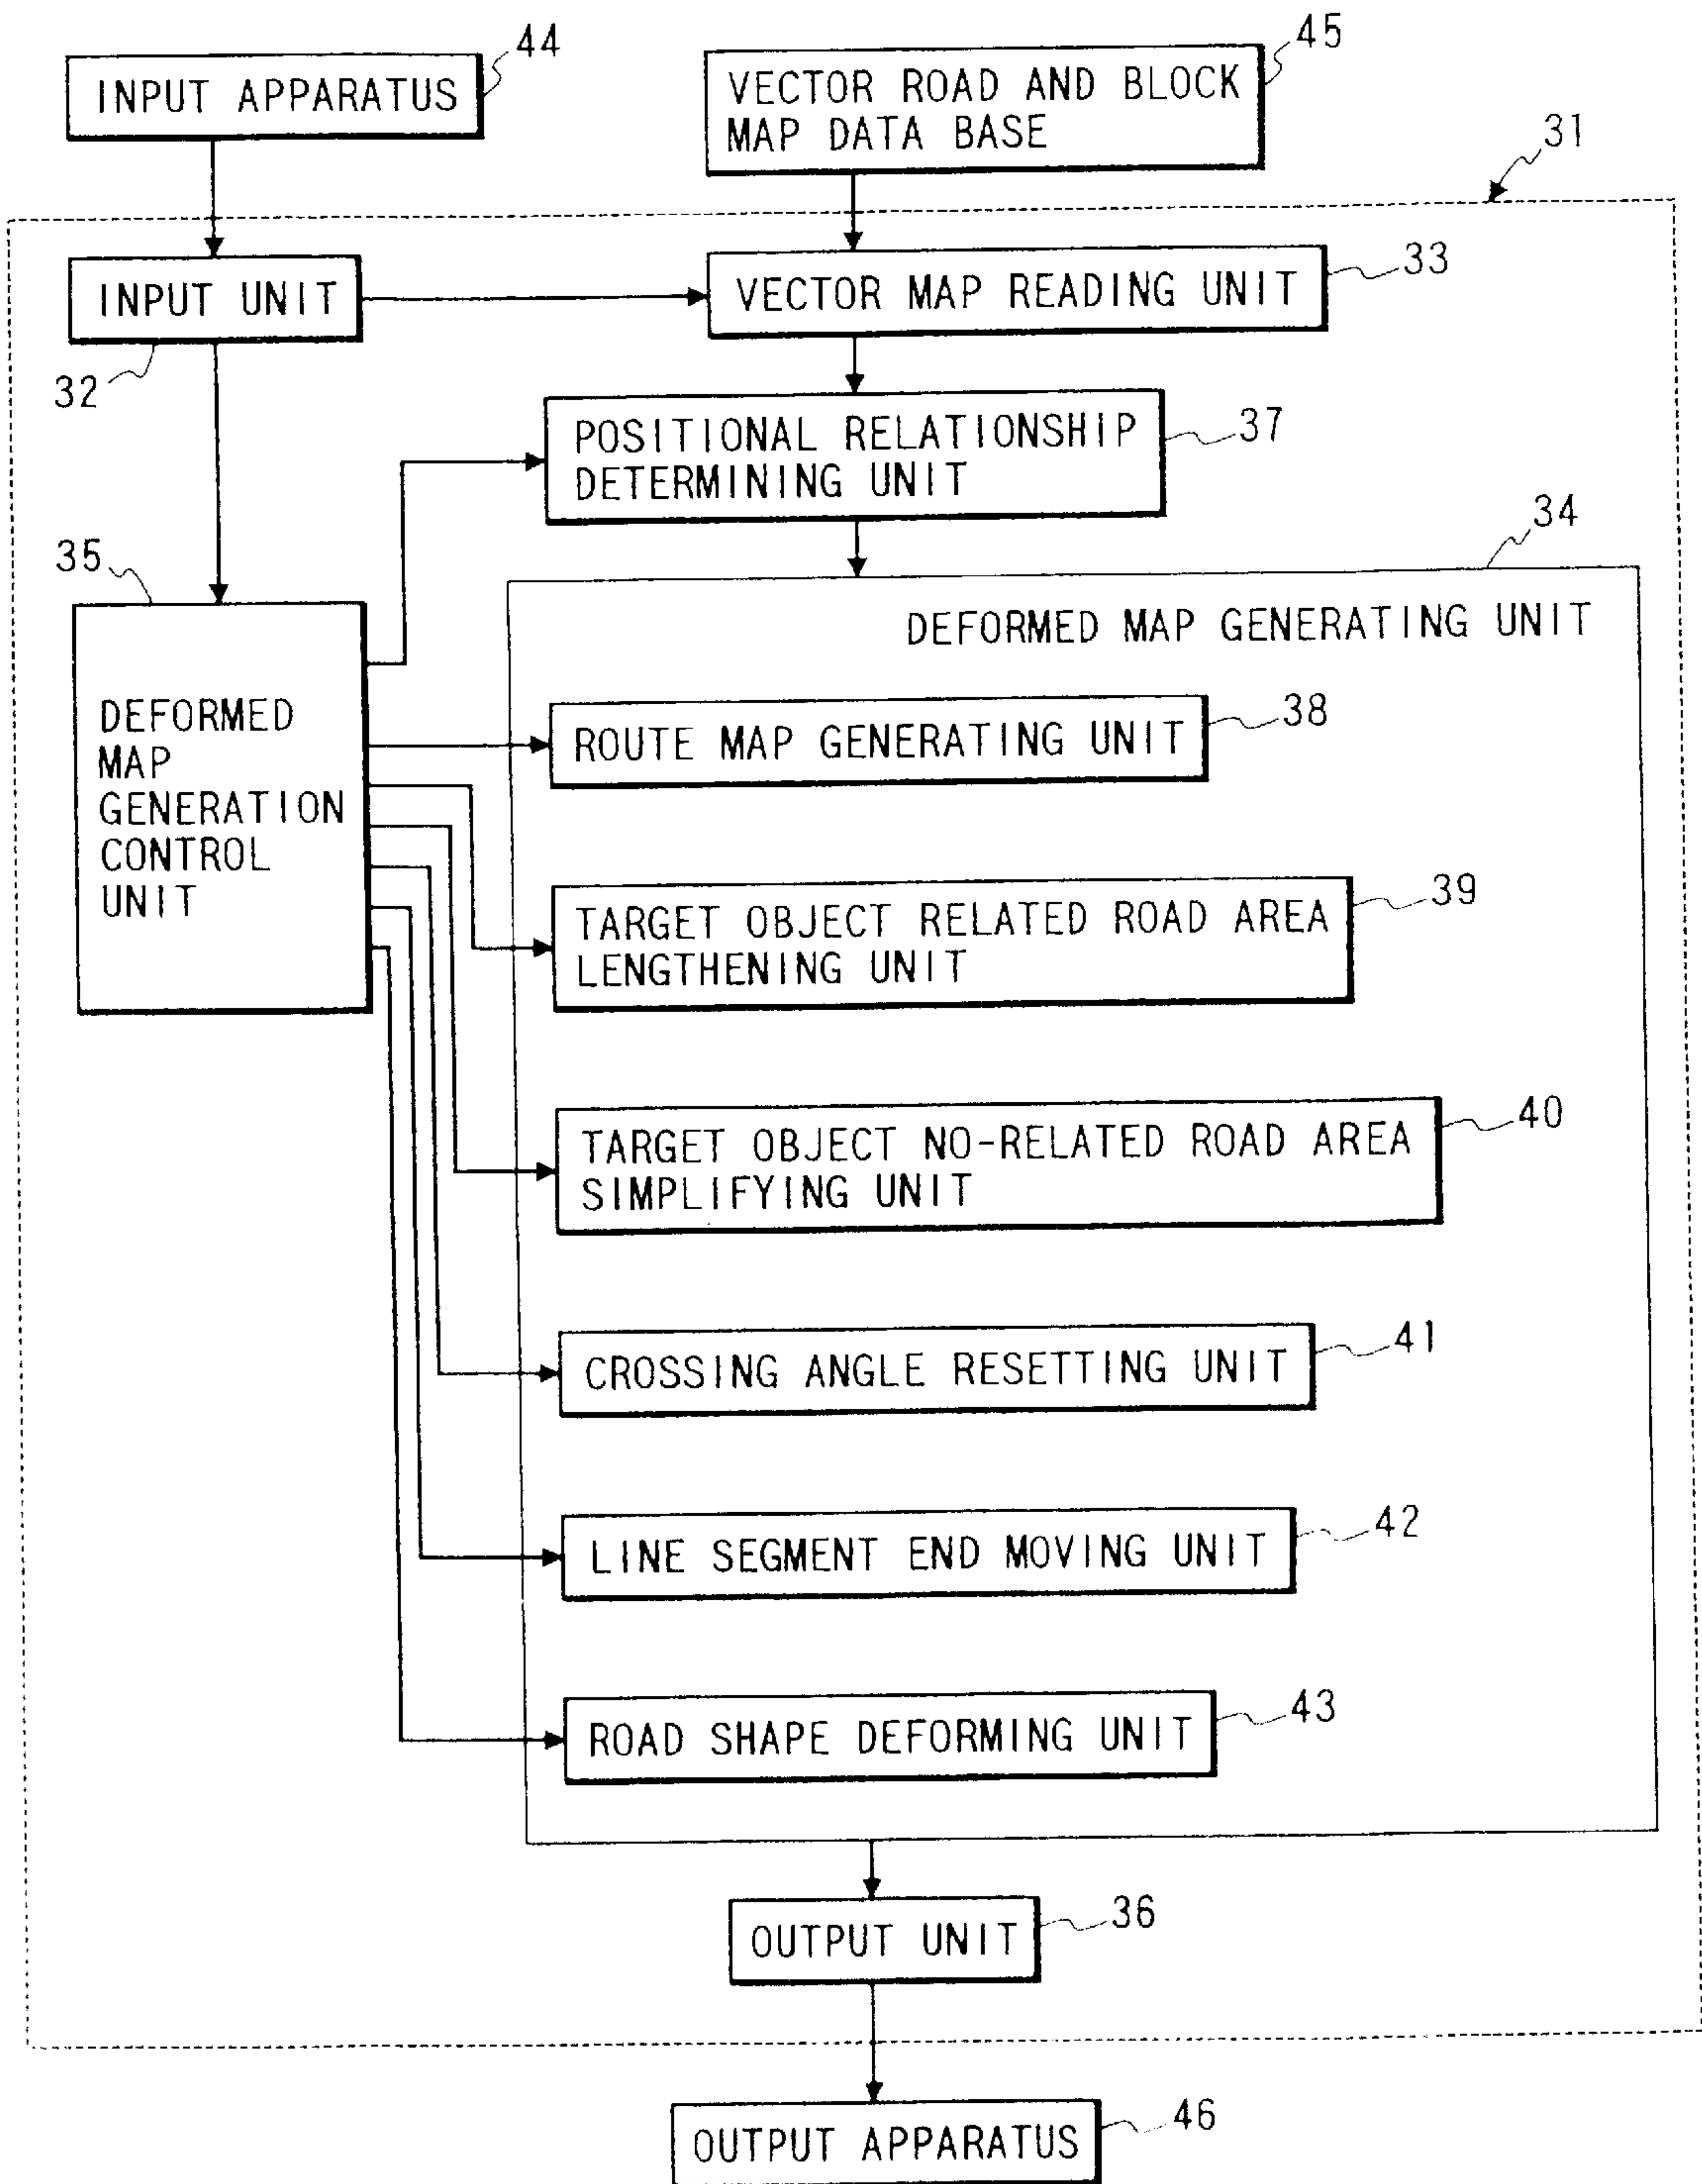 44
INPUT APPARATUS
45
VECTOR ROAD AND BLOCK
MAP DATA BASE
31
INPUT UNIT
32
VECTOR MAP READING UNIT
33
POSITIONAL RELATIONSHIP
DETERMINING UNIT
37
34
35
DEFORMED
MAP
GENERATION
CONTROL
UNIT
DEFORMED MAP GENERATING UNIT
ROUTE MAP GENERATING UNIT
38
TARGET OBJECT RELATED ROAD AREA
LENGTHENING UNIT
39
TARGET OBJECT NO-RELATED ROAD AREA
SIMPLIFYING UNIT
40
CROSSING ANGLE RESETTING UNIT
41
LINE SEGMENT END MOVING UNIT
42
ROAD SHAPE DEFORMING UNIT
43
OUTPUT UNIT
36
OUTPUT APPARATUS
46